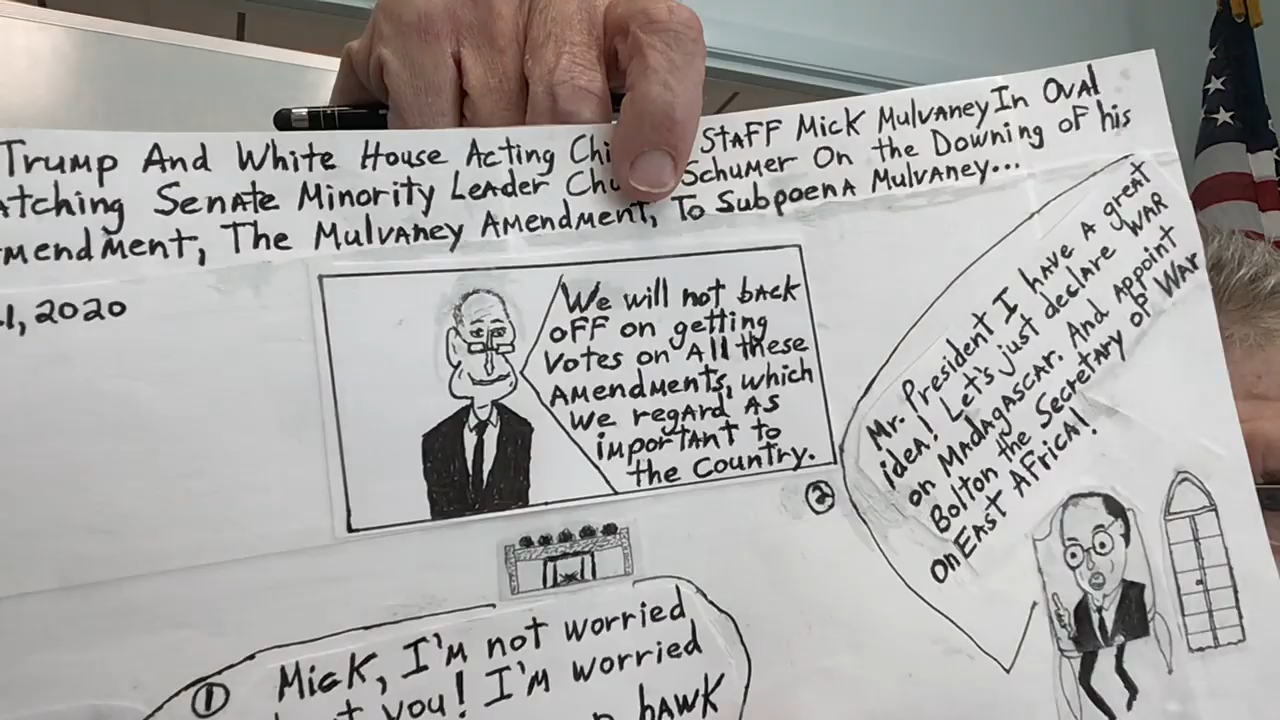 Trump And White House Acting Chi StAFF Mick Mulvaney In OvAl
Atching Senate Minority Leader Chu Schumer On the Downing of his
mendment, The Mulvaney Amendment, To Subpoena Mulvaney...
1, 2020
We will not back
off on getting
Votes on All these
Amendments, which
we regard as
important to
the Country.
②
Mr. President I have a great
ideA! Let's just declare WAR
on MADAgAscAr. And Appoint
Bolton the Secretary of WAr
on EAst AfricA!
① Mick, I'm not worried
you! I'm worried
hawk